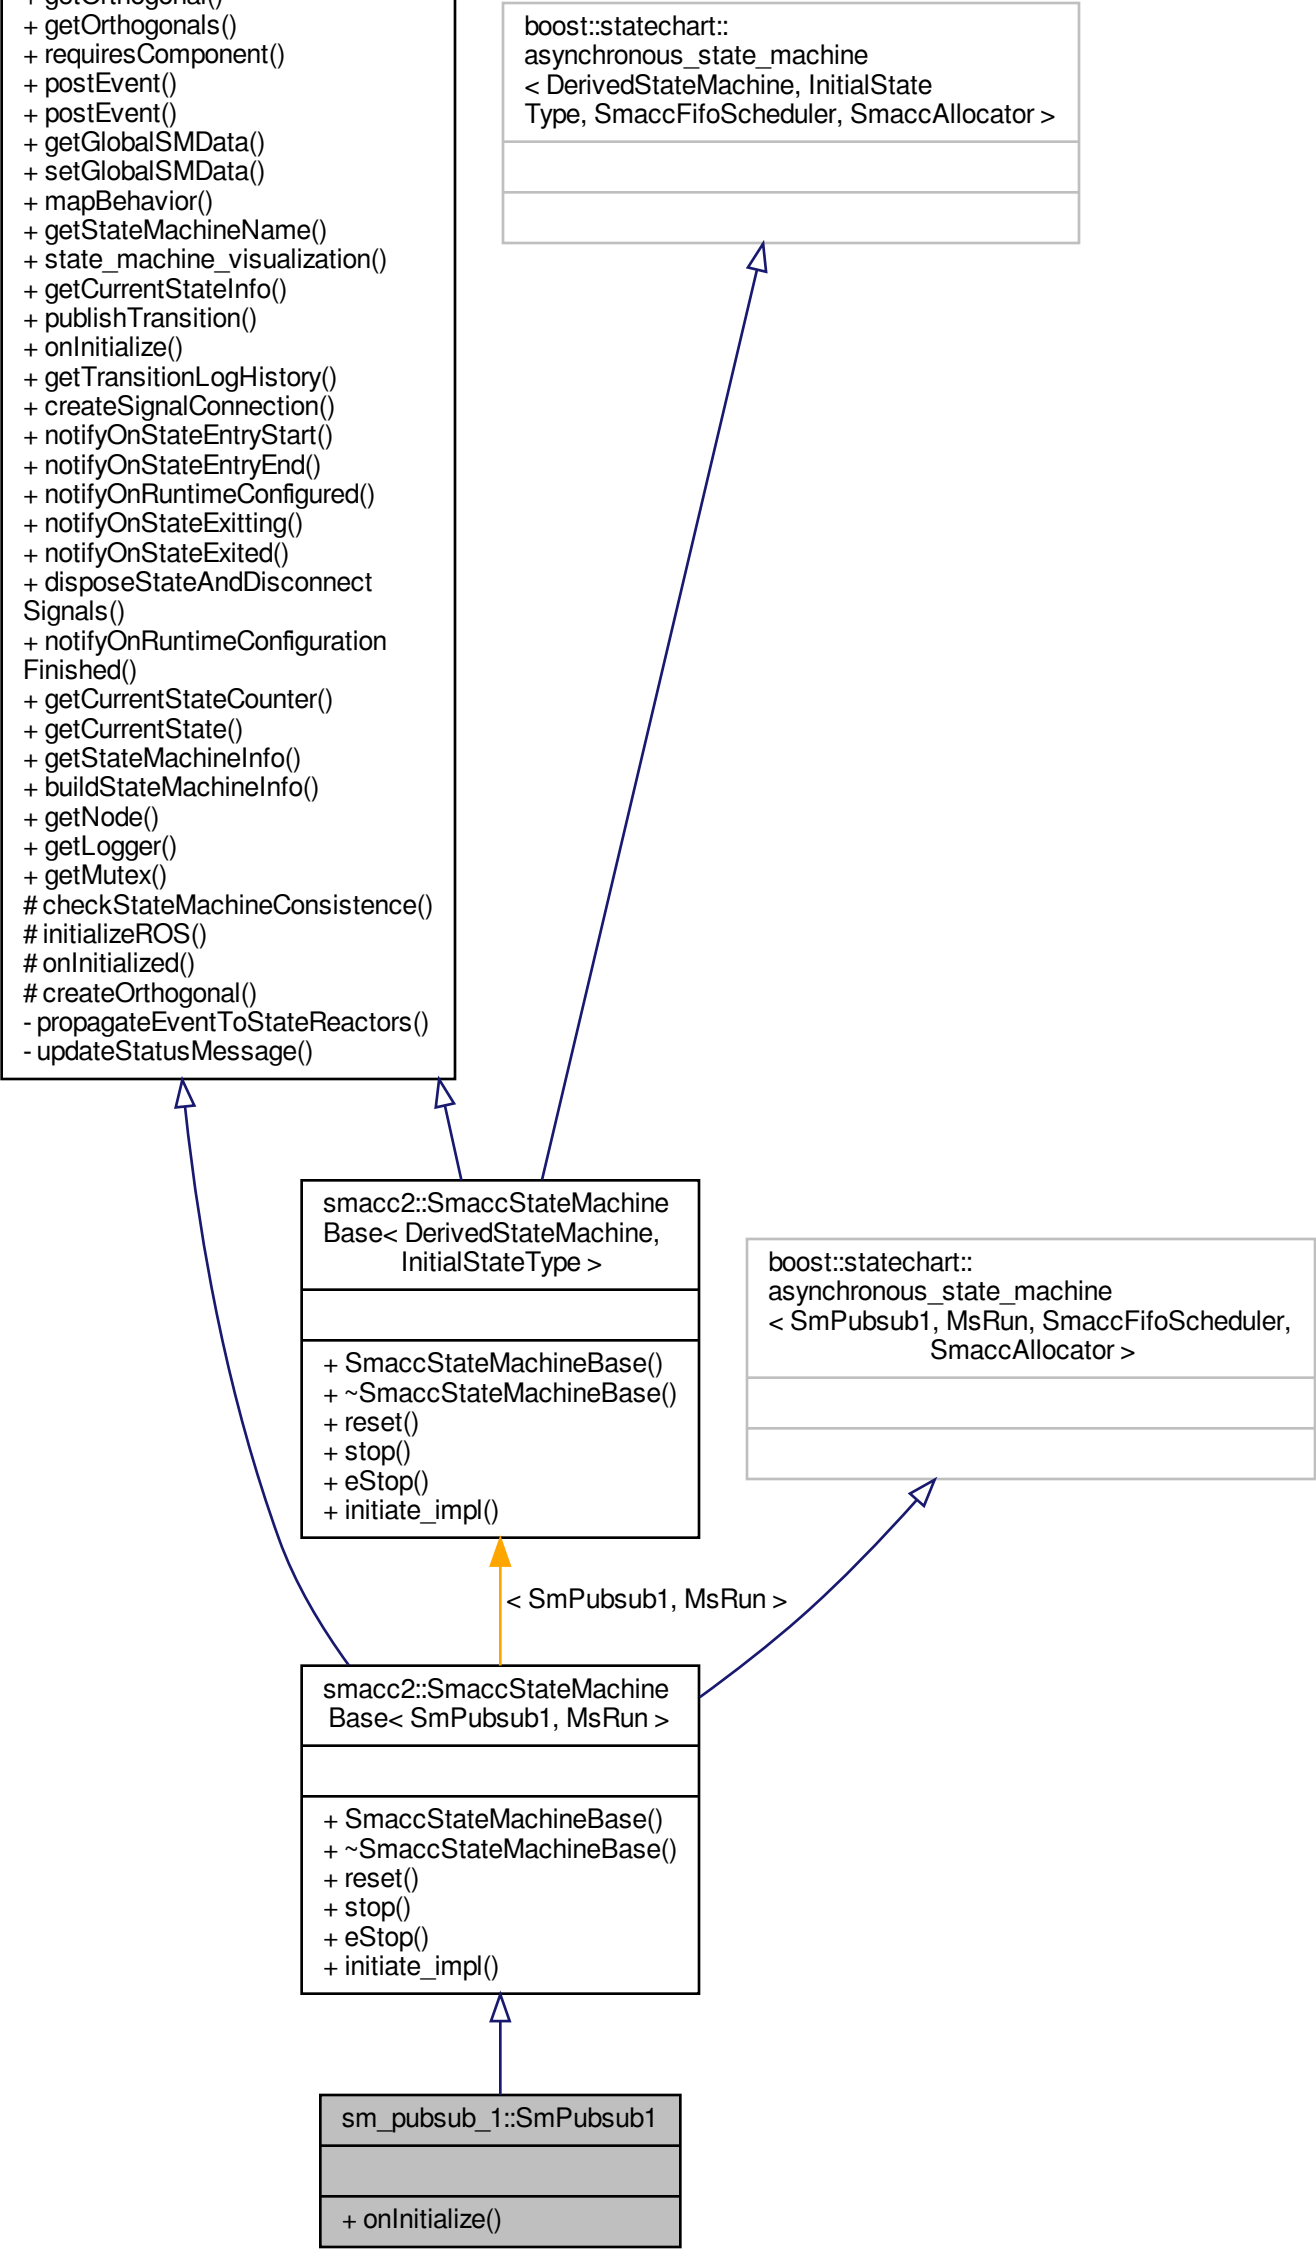 + getOrthogonal()
+ getOrthogonals()
+ requiresComponent()
+ postEvent()
+ postEvent()
+ getGlobalSMData()
+ setGlobalSMData()
+ mapBehavior()
+ getStateMachineName()
+ state_machine_visualization()
+ getCurrentStateInfo()
+ publishTransition()
+ onInitialize()
+ getTransitionLogHistory()
+ createSignalConnection()
+ notifyOnStateEntryStart()
+ notifyOnStateEntryEnd()
+ notifyOnRuntimeConfigured()
+ notifyOnStateExitting()
+ notifyOnStateExited()
+ disposeStateAndDisconnect
Signals()
+ notifyOnRuntimeConfiguration
Finished()
+ getCurrentStateCounter()
+ getCurrentState()
+ getStateMachineInfo()
+ buildStateMachineInfo()
+ getNode()
+ getLogger()
+ getMutex()
# checkStateMachineConsistence()
# initializeROS()
# onInitialized()
# createOrthogonal()
- propagateEventToStateReactors()
- updateStatusMessage()
boost::statechart::
asynchronous_state_machine
< DerivedStateMachine, InitialState
Type, SmaccFifoScheduler, SmaccAllocator >
smacc2::SmaccStateMachine
Base< DerivedStateMachine,
InitialStateType >
+ SmaccStateMachineBase()
+ ~SmaccStateMachineBase()
+ reset()
+ stop()
+ eStop()
+ initiate_impl()
boost::statechart::
asynchronous_state_machine
< SmPubsub1, MsRun, SmaccFifoScheduler,
SmaccAllocator >
< SmPubsub1, MsRun >
smacc2::SmaccStateMachine
Base< SmPubsub1, MsRun >
+ SmaccStateMachineBase()
+ ~SmaccStateMachineBase()
+ reset()
+ stop()
+ eStop()
+ initiate_impl()
sm_pubsub_1::SmPubsub1
+ onInitialize()